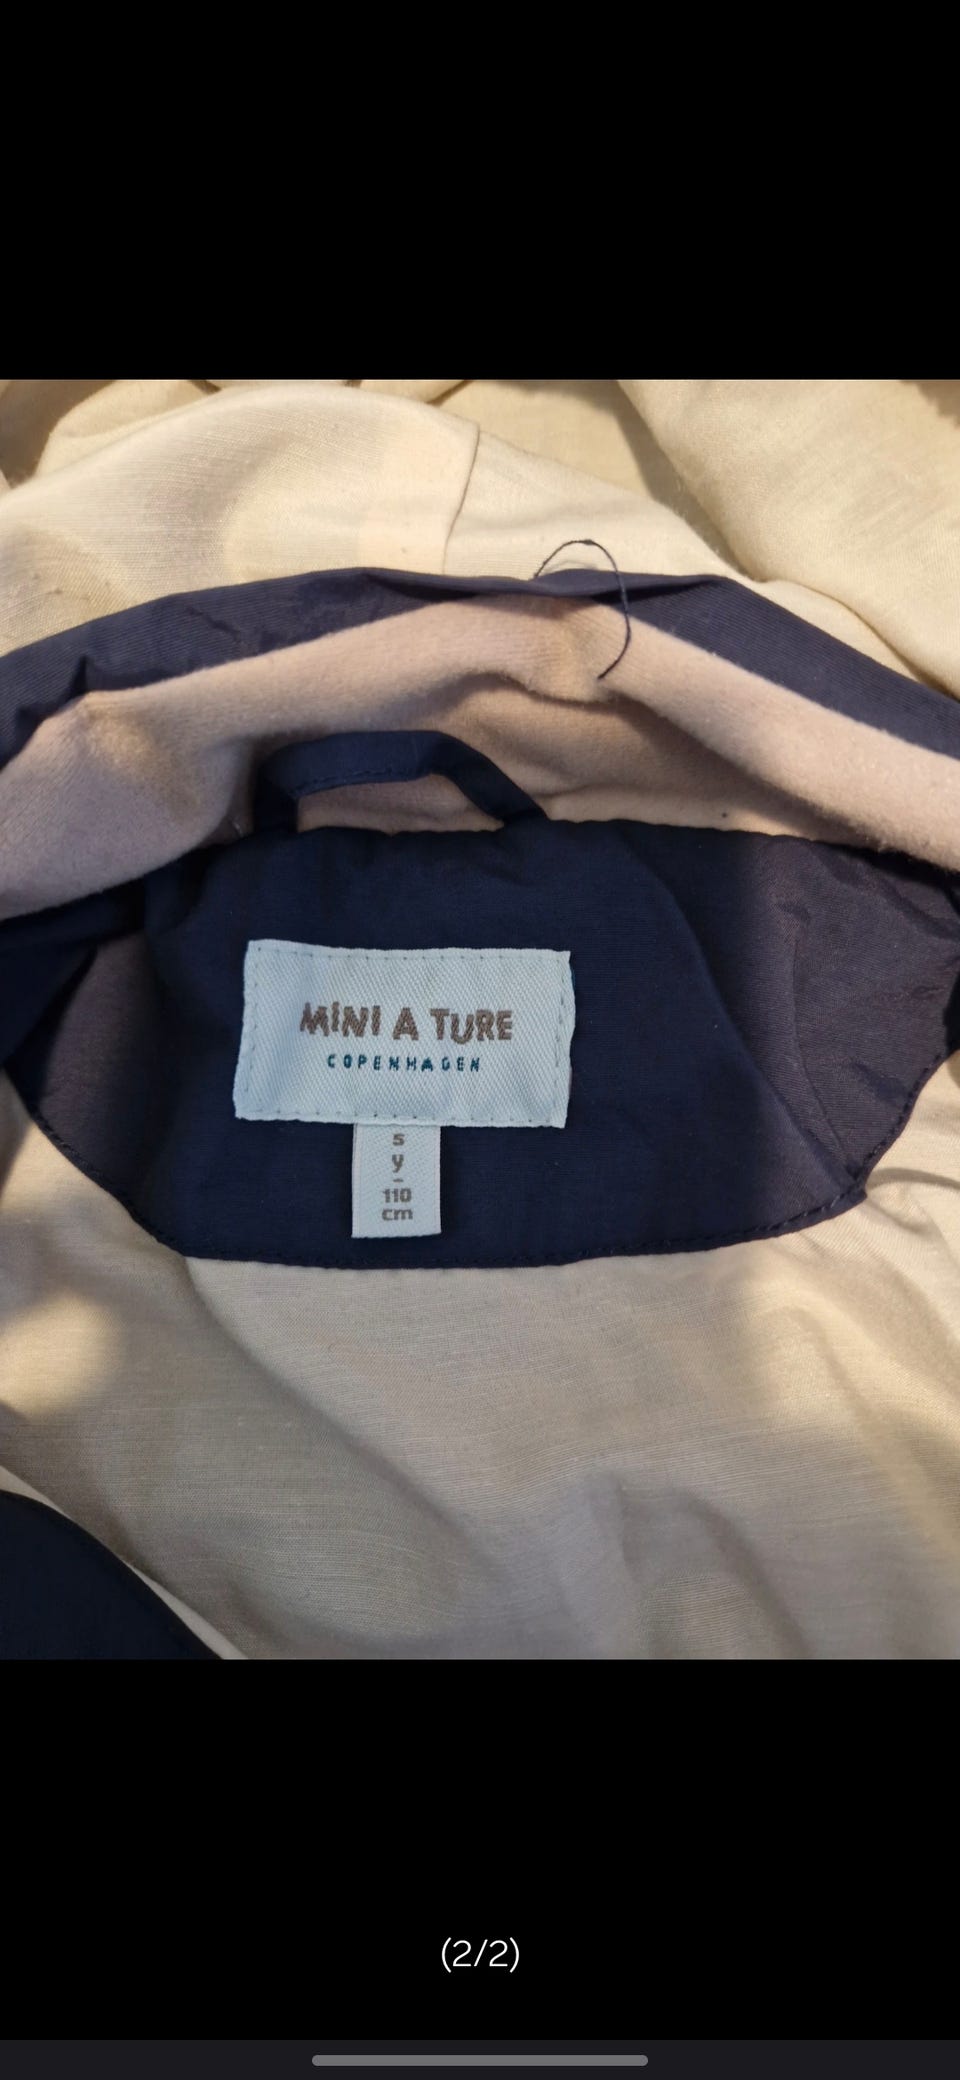 MiNi A TURE
COPENHAGEN
5
y
-
110
cm
(2/2)